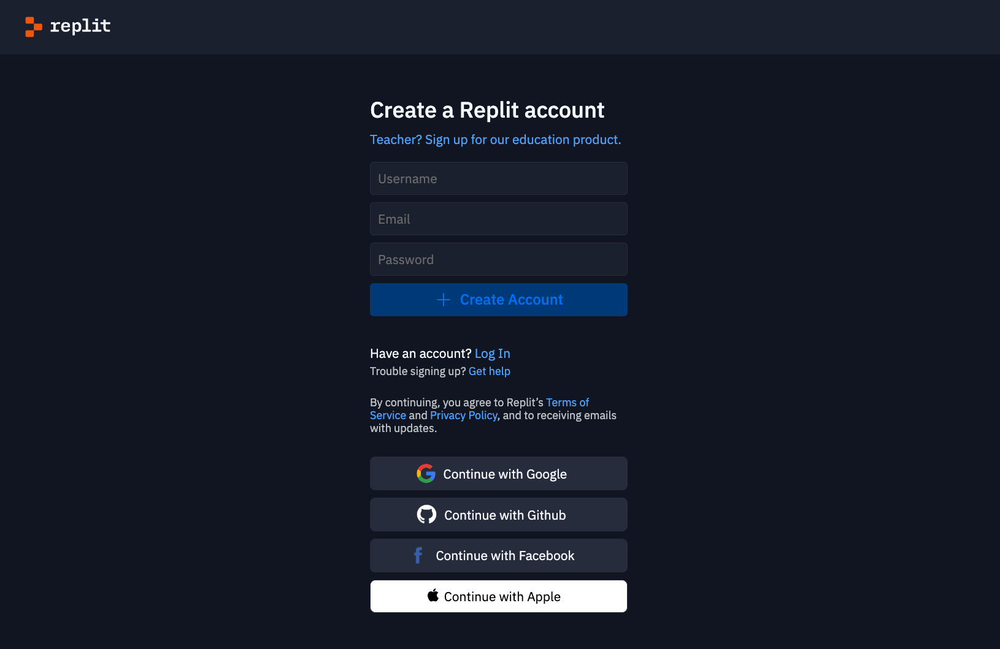 replit
Create a Replit account
Teacher? Sign up for our education product.
Username
Email
Password
Create Account
Have an account? Log In
Trouble signing up? Get help
By continuing, you agree to Replit’s Terms of
Service and Privacy Policy, and to receiving emails
with updates.
Continue with Google
Continue with Github
Continue with Facebook
Continue with Apple